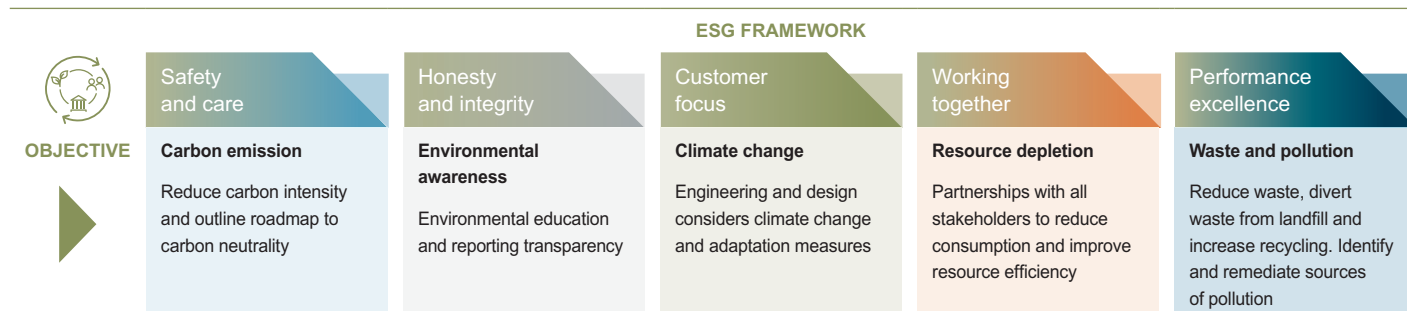 ESG FRAMEWORK
OBJECTIVE
Safety
and care
Carbon emission
Reduce carbon intensity
and outline roadmap to
carbon neutrality
Honesty
and integrity
Environmental
awareness
Environmental education
and reporting transparency
Customer
focus
Climate change
Engineering and design
considers climate change
and adaptation measures
Working
together
Resource depletion
Partnerships with all
stakeholders to reduce
consumption and improve
resource efficiency
Performance
excellence
Waste and pollution
Reduce waste, divert
waste from landfill and
increase recycling. Identify
and remediate sources
of pollution